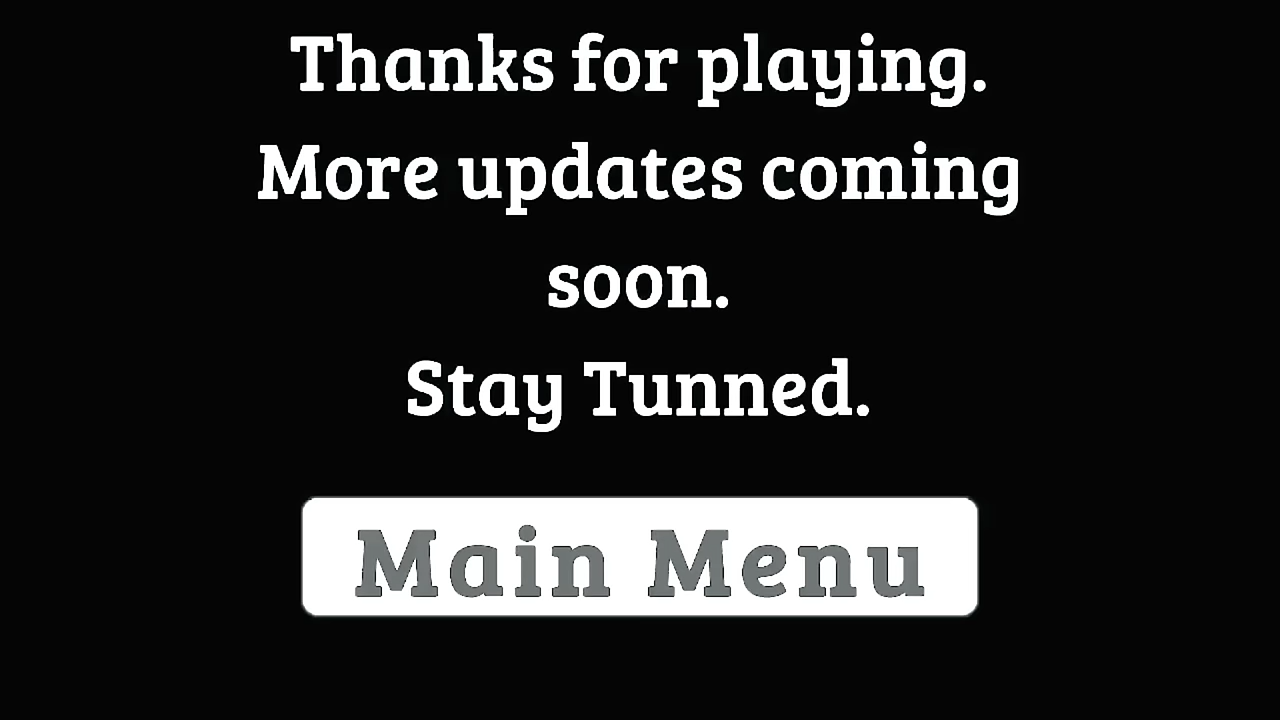 Thanks for playing.
More updates coming
soon.
Stay Tunned.
Main Menu